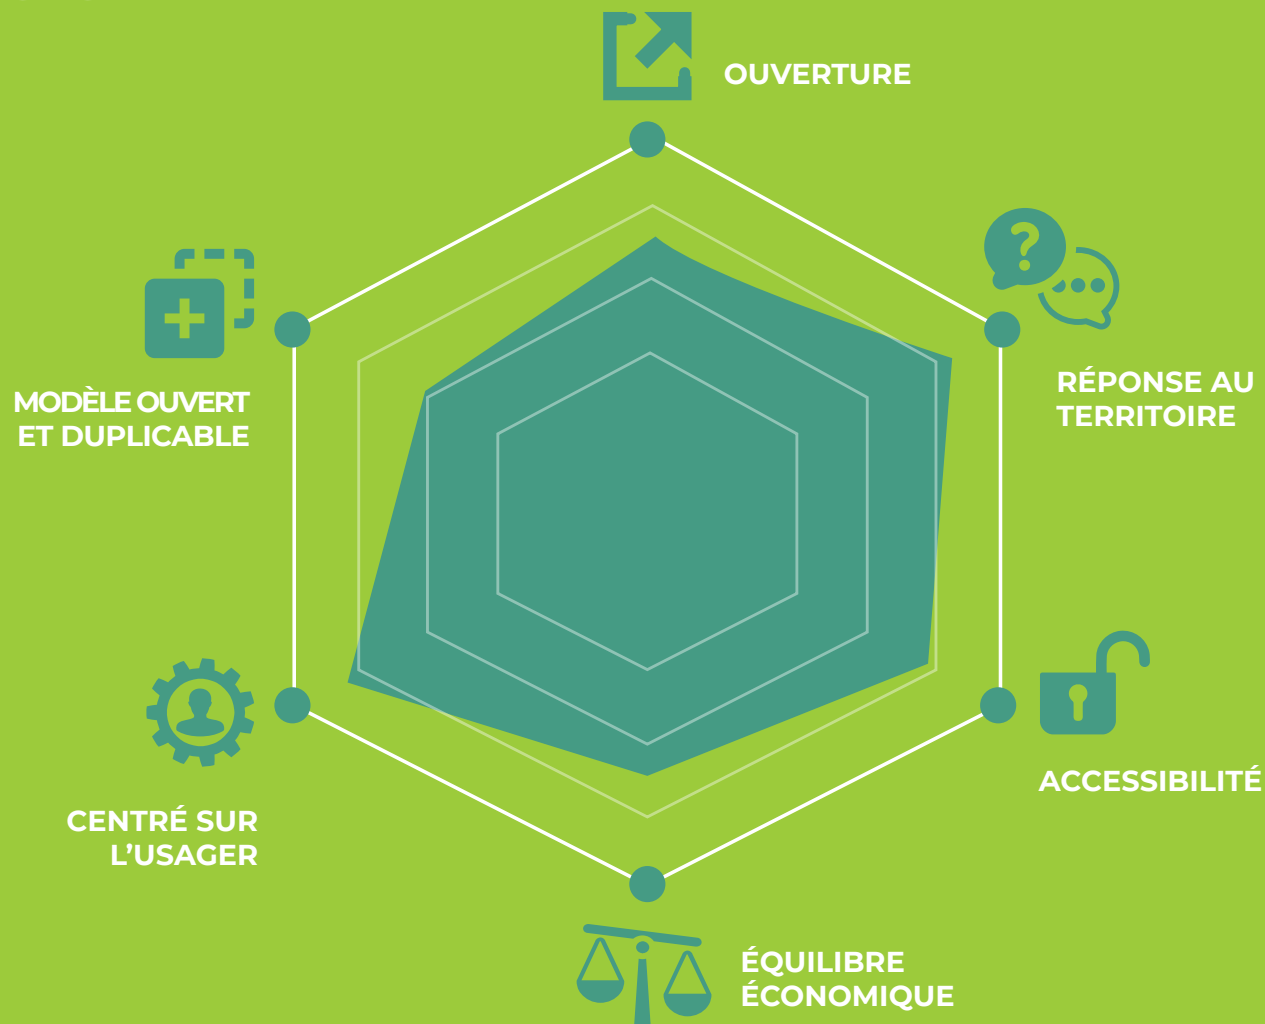 OUVERTURE
RÉPONSE AU
TERRITOIRE
MODÈLE OUVERT
ET DUPLICABLE
ACCESSIBILITÉ
CENTRÉ SUR
L’USAGER
ÉQUILIBRE
ÉCONOMIQUE